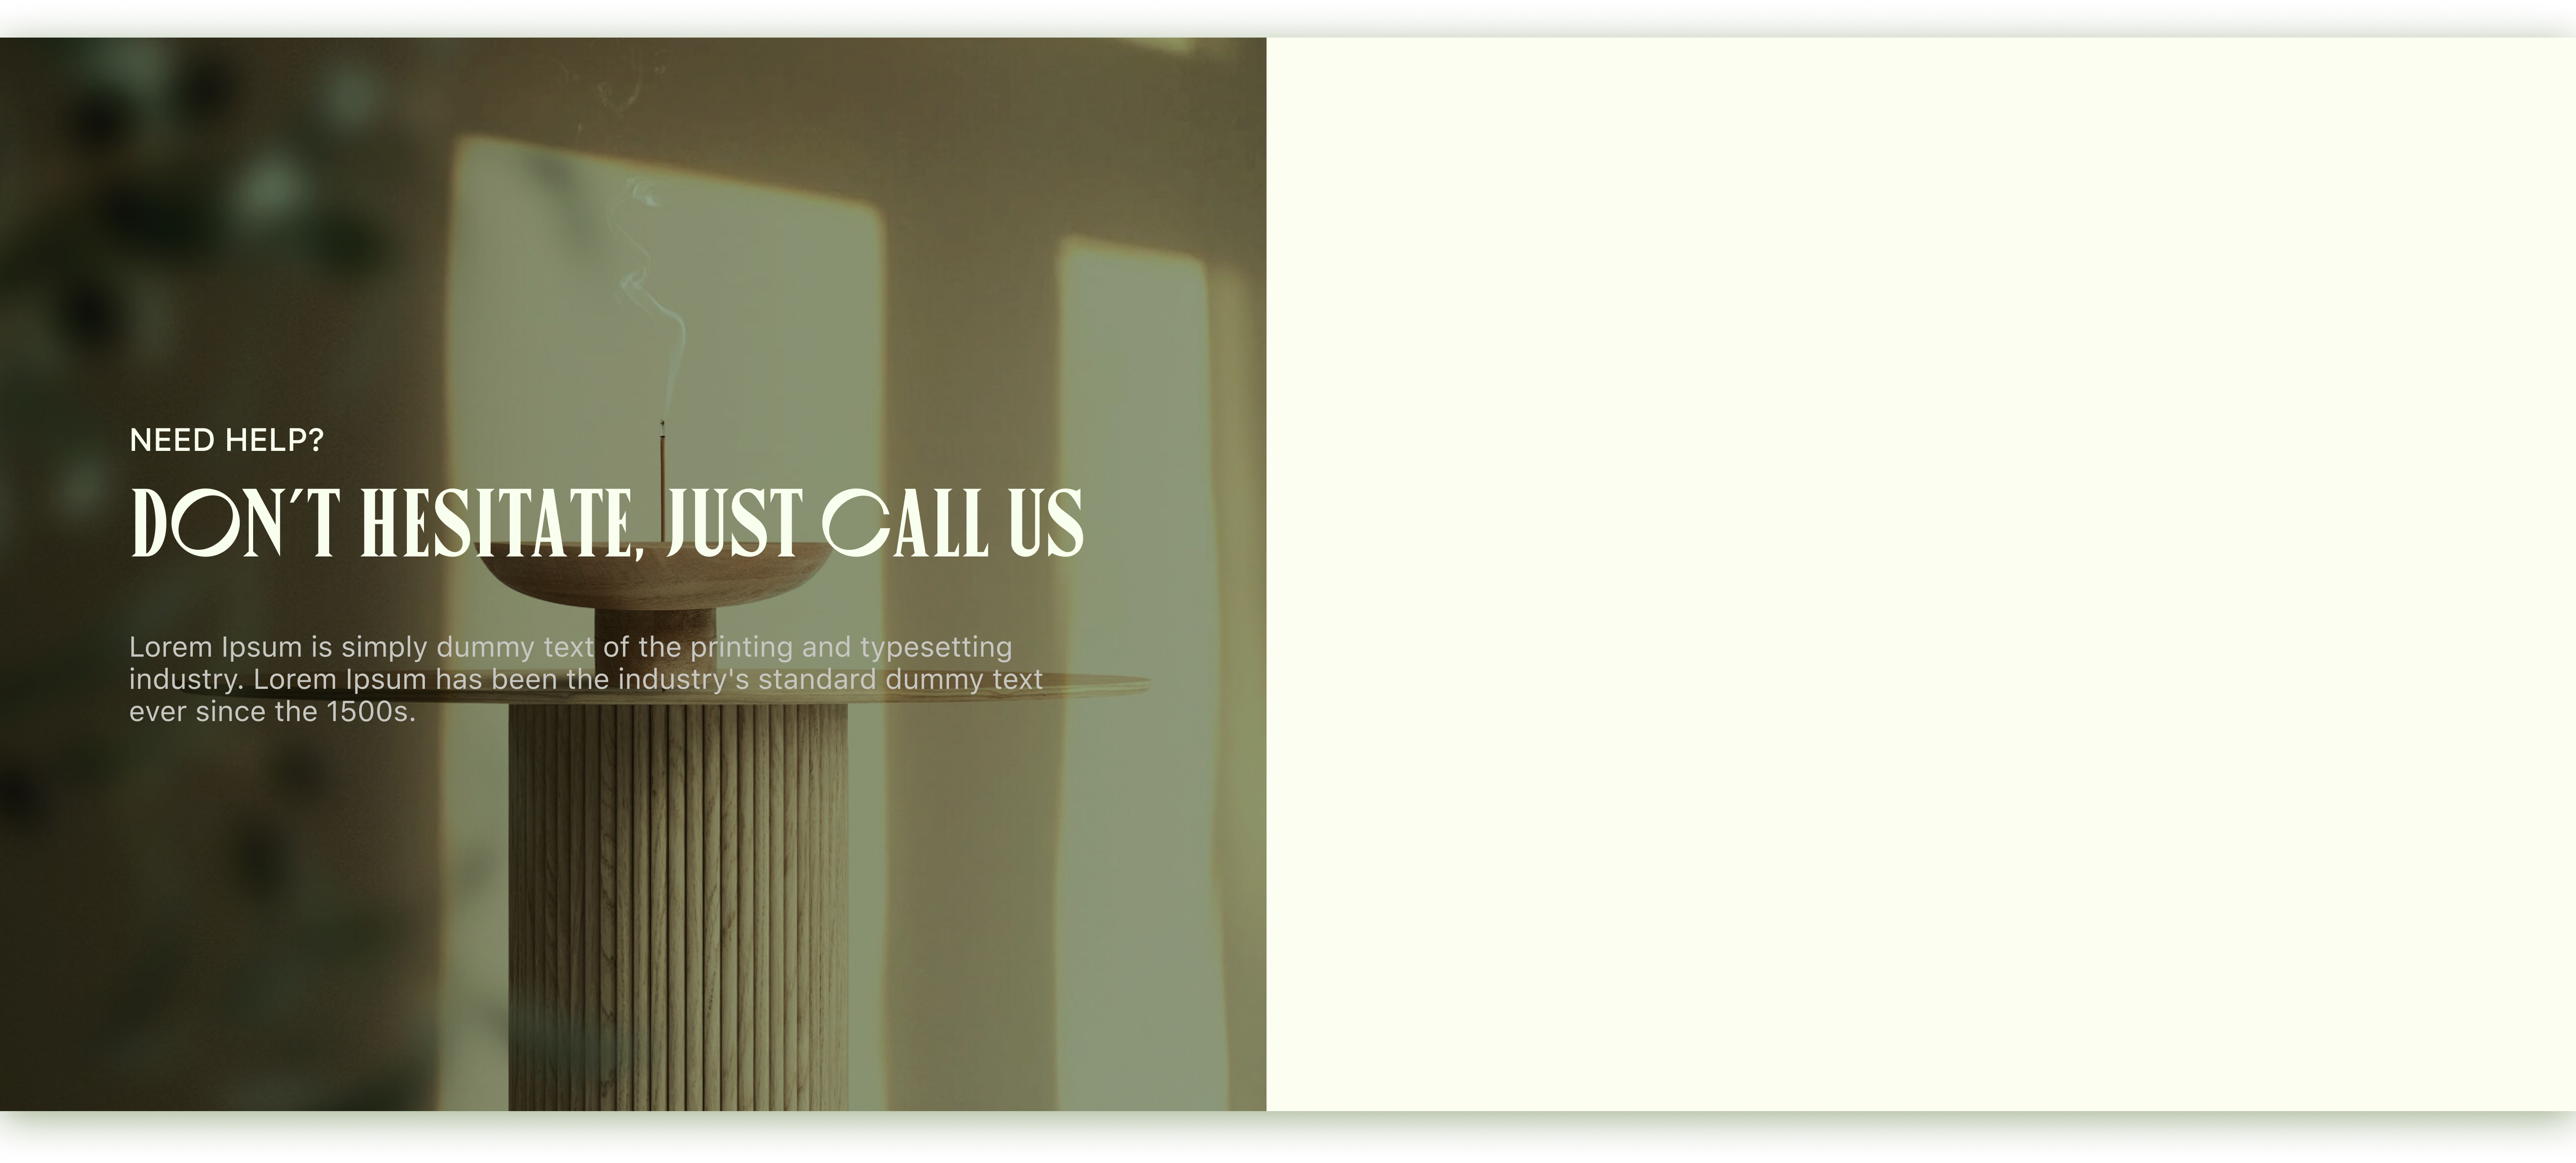 NEED HELP?
DON'T HESITATE, JUST CALL US
Lorem Ipsum is simply dummy text of the printing and typesetting
industry. Lorem Ipsum has been the industry's standard dummy text
ever since the 1500s.